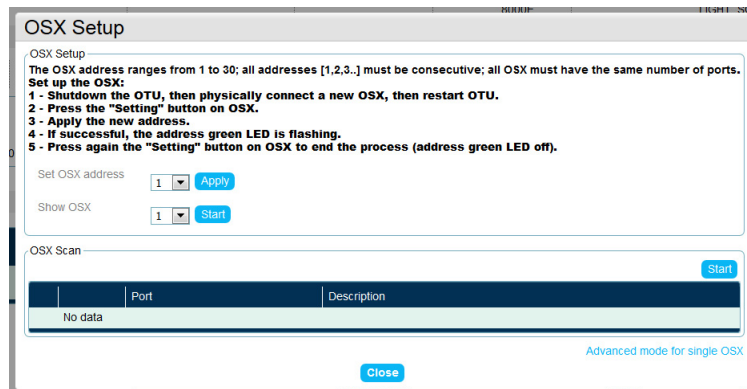 8000F
LIGHT
OSX Setup
OSX Setup
The OSX address ranges from 1 to 30; all addresses [1,2,3..] must be consecutive; all OSX must have the same number of ports.
Set up the OSX:
1 - Shutdown the OTU, then physically connect a new OSX, then restart OTU.
2 - Press the "Setting" button on OSX.
3 - Apply the new address.
4 - If successful, the address green LED is flashing.
5 - Press again the "Setting" button on OSX to end the process (address green LED off).
Set OSX address 1 Apply
Show OSX 1 Start
OSX Scan
Start
Port Description
No data
Advanced mode for single OSX
Close